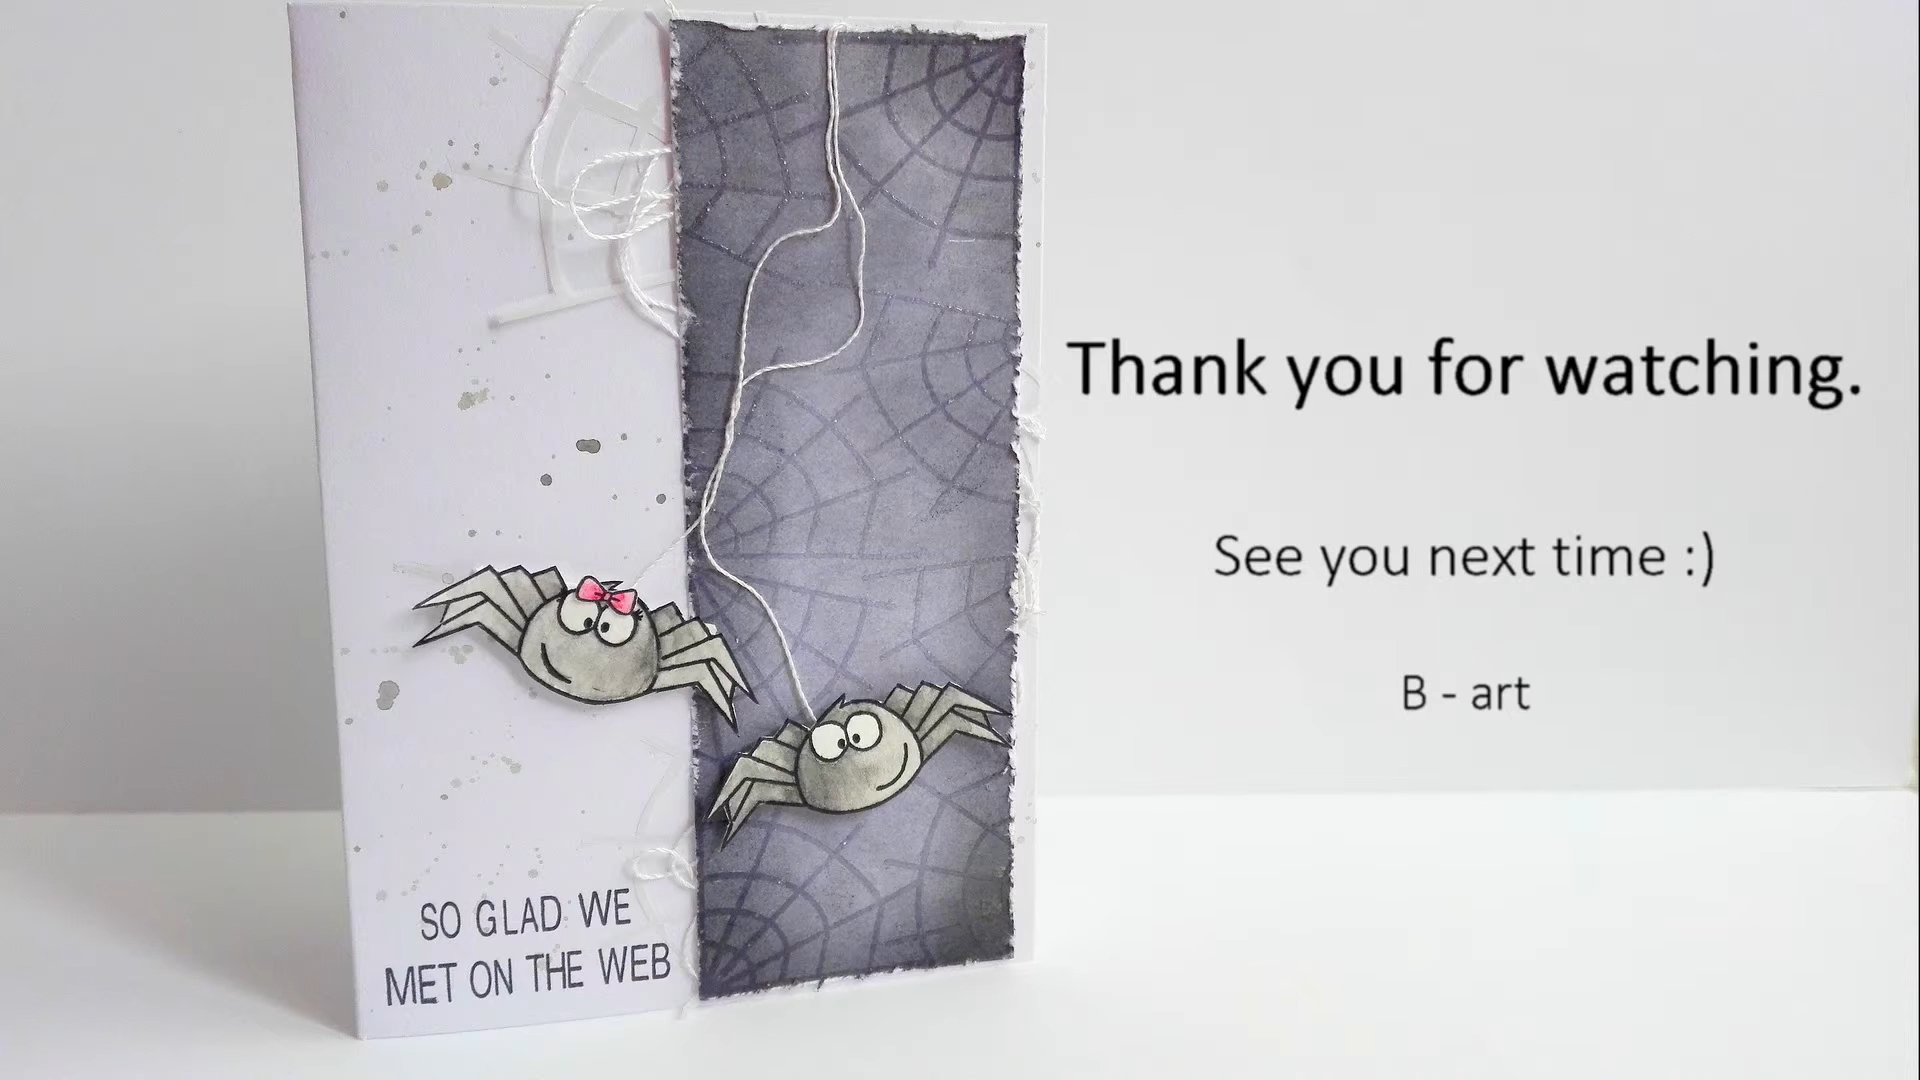 SO GLAD WE
MET ON THE WEB
Thank you for watching.
See you next time :)
B - art